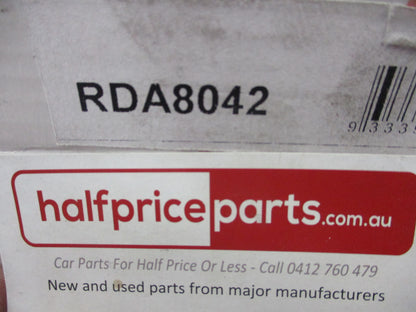 RDA8042
9333
halfpriceparts.com.au
Car Parts For Half Price Or Less - Call 0412 760 479
New and used parts from major manufacturers